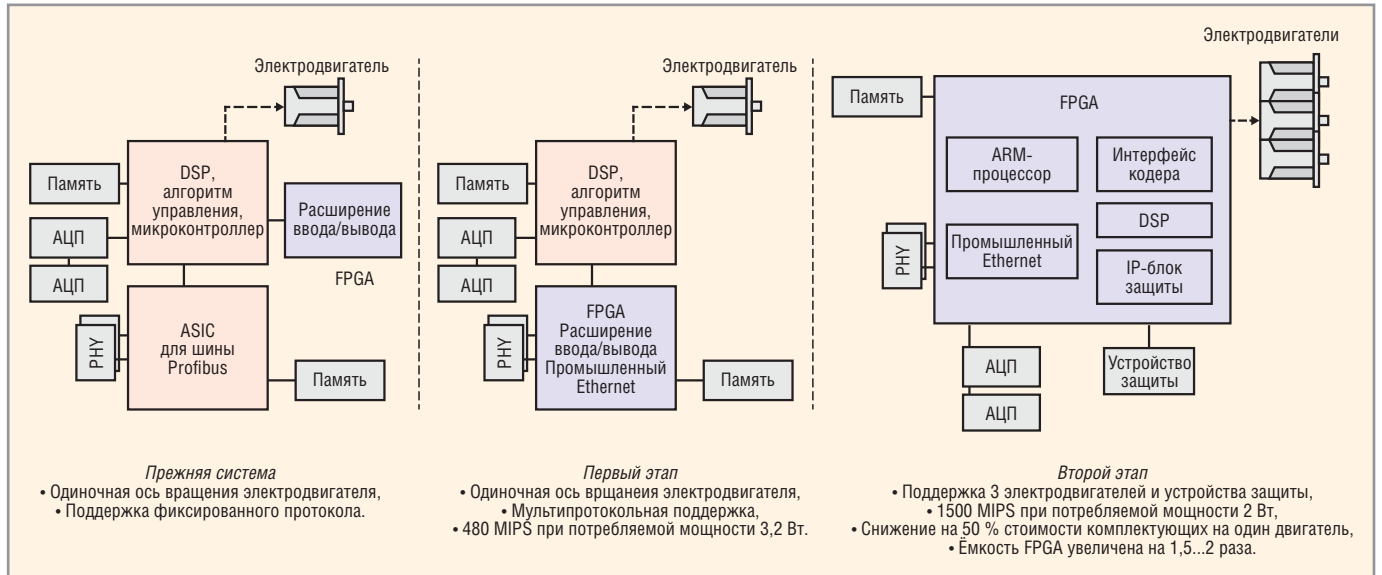 Электродвигатель
Память
АЦП
АЦП
DSP,
алгоритм
управления,
микроконтроллер
Расширение
ввода/вывода
FPGA
PHY
ASIC
для шины
Profibus
Память
Прежняя система
• Одиночная ось вращения электродвигателя,
• Поддержка фиксированного протокола.
Электродвигатель
Память
АЦП
АЦП
DSP,
алгоритм
управления,
микроконтроллер
PHY
FPGA
Расширение
ввода/вывода
Промышленный
Ethernet
Память
Первый этап
• Одиночная ось врщанеия электродвигателя,
• Мультипротокольная поддержка,
• 480 MIPS при потребляемой мощности 3,2 Вт.
Электродвигатели
Память
FPGA
ARM-
процессор
Интерфейс
кодера
DSP
Промышленный
Ethernet
IP-блок
защиты
PHY
АЦП
АЦП
Устройство
защиты
Второй этап
• Поддержка 3 электродвигателей и устройства защиты,
• 1500 MIPS при потребляемой мощности 2 Вт,
• Снижение на 50 % стоимости комплектующих на один двигатель,
• Ёмкость FPGA увеличена на 1,5...2 раза.